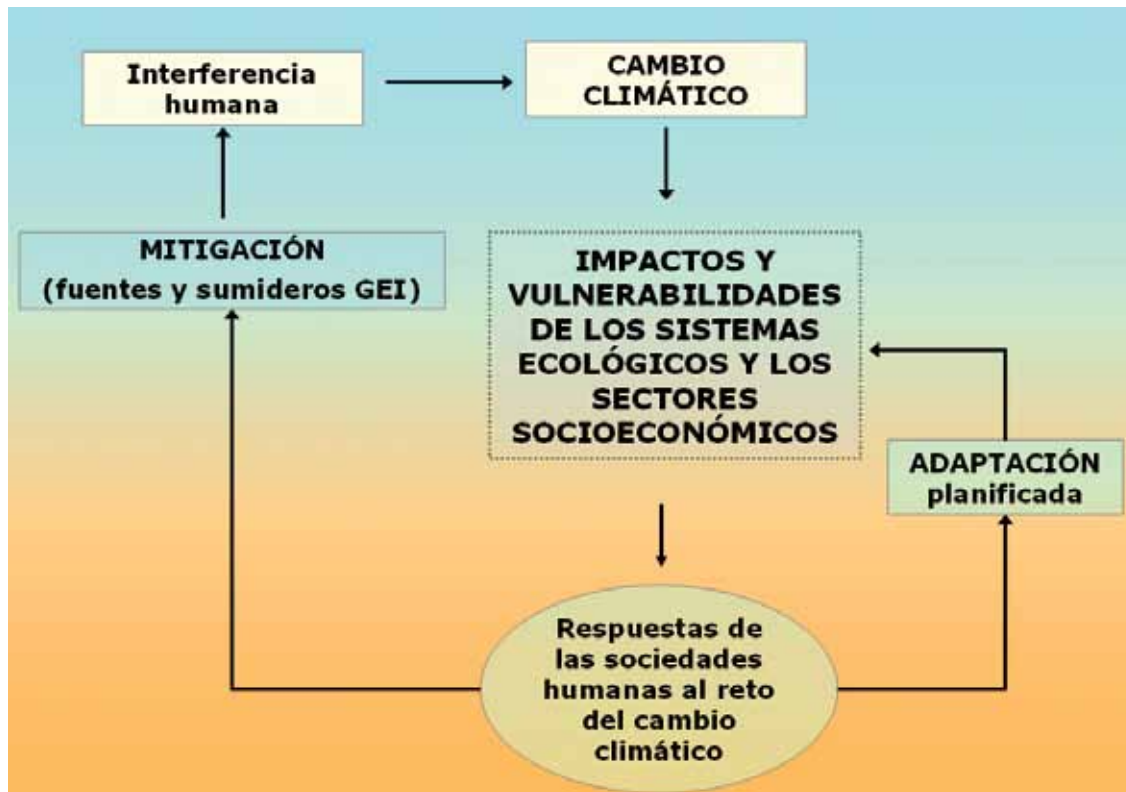 Interferencia
humana
CAMBIO
CLIMÁTICO
MITIGACIÓN
(fuentes y sumideros GEI)
IMPACTOS Y
VULNERABILIDADES
DE LOS SISTEMAS
ECOLÓGICOS Y LOS
SECTORES
SOCIOECONÓMICOS
ADAPTACIÓN
planificada
Respuestas de
las sociedades
humanas al reto
del cambio
climático